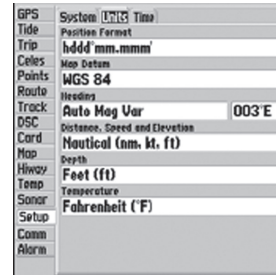 GPS
Tide
Trip
Celes
Points
Route
Track
DSC
Card
Map
Hiway
Temp
Sonar
Setup
Comm
Alarm
System Units Time
Position Format
hddd°mm.mmm'
Map Datum
WGS 84
Heading
Auto Mag Var 003°E
Distance, Speed and Elevation
Nautical (nm, kt, ft)
Depth
Feet (ft)
Temperature
Fahrenheit (°F)